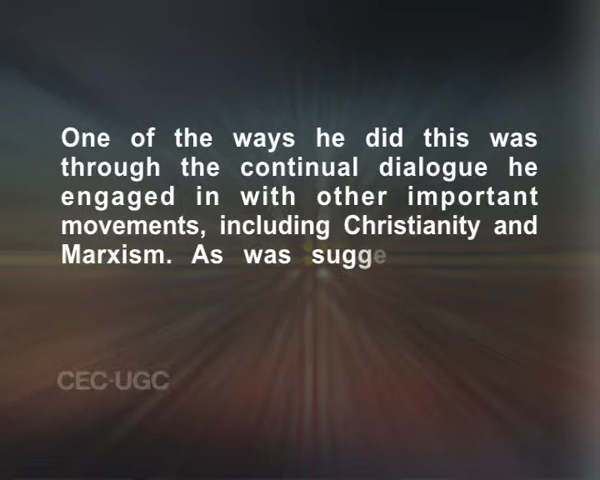 One of the ways he did this was
through the continual dialogue he
engaged in with other important
movements, including Christianity and
Marxism. As was sugge
CEC-UGC